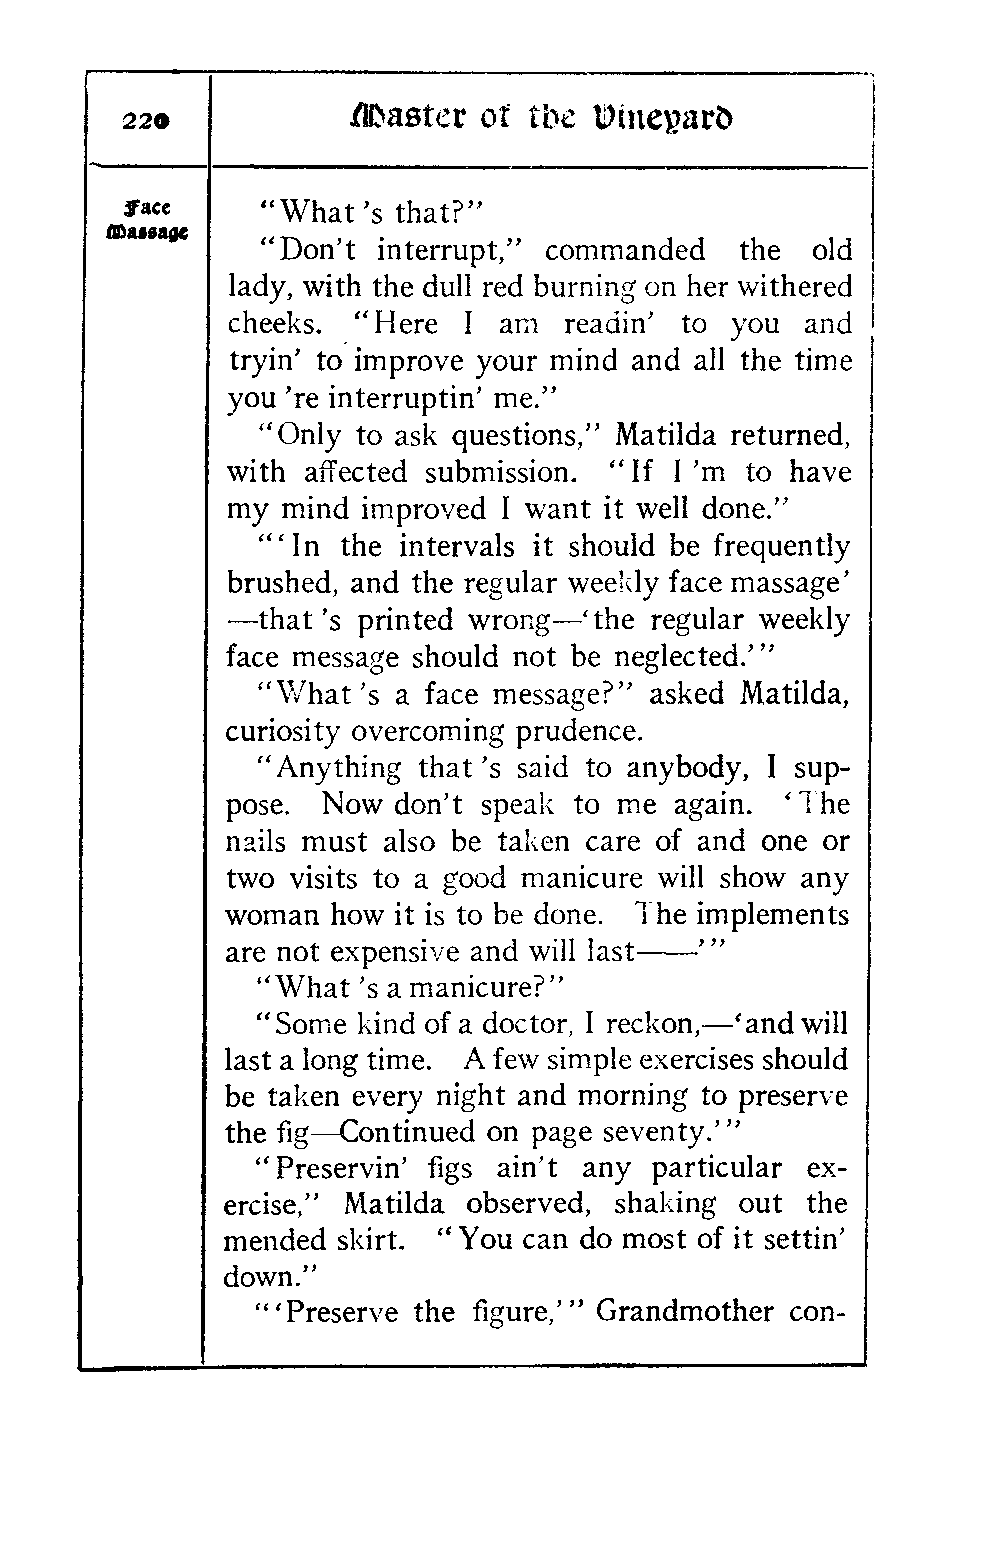 220
Master of the Vineyard
Face
Massage
"What 's that?"
"Don't interrupt," commanded the old
lady, with the dull red burning on her withered
cheeks. "Here I am readin' to you and
tryin' to improve your mind and all the time
you 're interruptin' me."
"Only to ask questions," Matilda returned,
with affected submission. "If I 'm to have
my mind improved I want it well done."
"'In the intervals it should be frequently
brushed, and the regular weekly face massage'
—that 's printed wrong—'the regular weekly
face message should not be neglected.'"
"What 's a face message?" asked Matilda,
curiosity overcoming prudence.
"Anything that 's said to anybody, I sup-
pose. Now don't speak to me again. 'The
nails must also be taken care of and one or
two visits to a good manicure will show any
woman how it is to be done. The implements
are not expensive and will last——'"
"What 's a manicure?"
"Some kind of a doctor, I reckon,—'and will
last a long time. A few simple exercises should
be taken every night and morning to preserve
the fig—Continued on page seventy.'"
"Preservin' figs ain't any particular ex-
ercise," Matilda observed, shaking out the
mended skirt. "You can do most of it settin'
down."
"'Preserve the figure,'" Grandmother con-